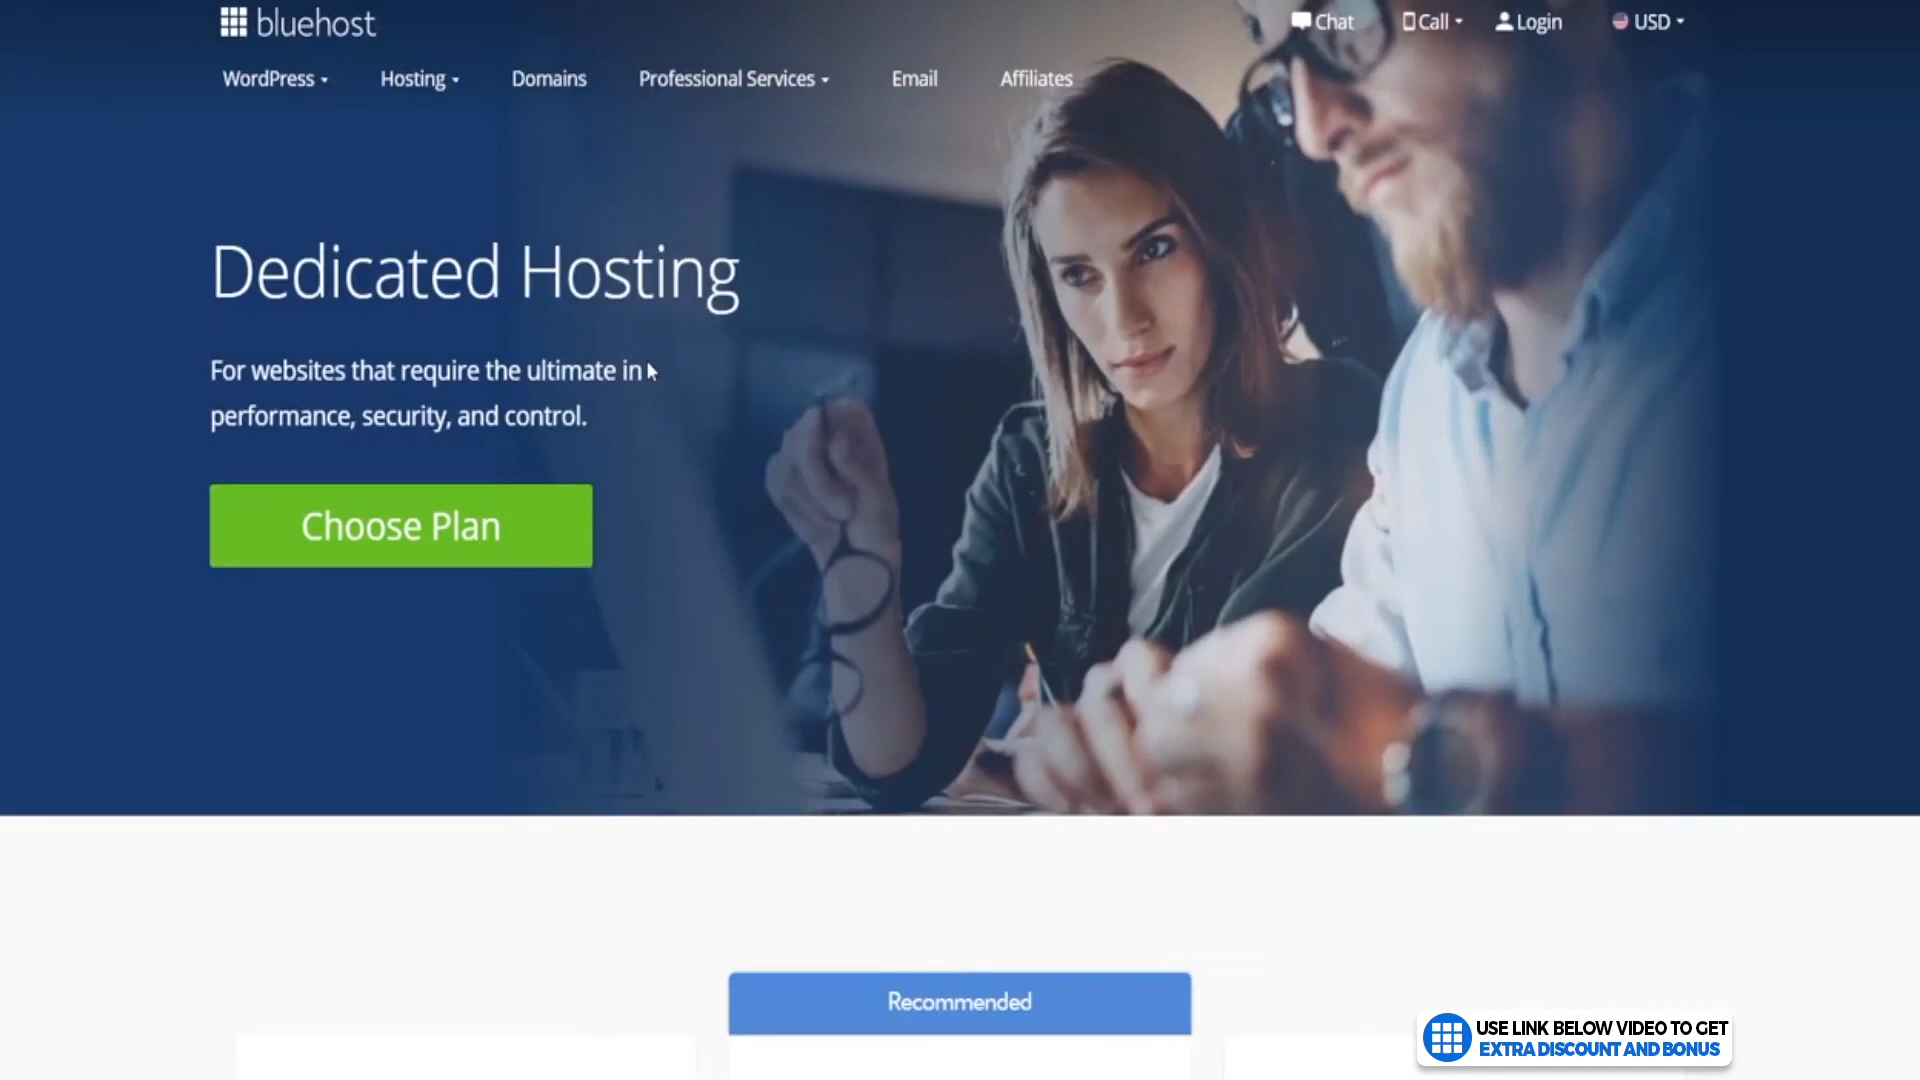 bluehost
Chat
Call
Login
USD
WordPress
Hosting
Domains
Professional Services
Email
Affiliates
Dedicated Hosting
For websites that require the ultimate in
performance, security, and control.
Choose Plan
Recommended
USE LINK BELOW VIDEO TO GET
EXTRA DISCOUNT AND BONUS